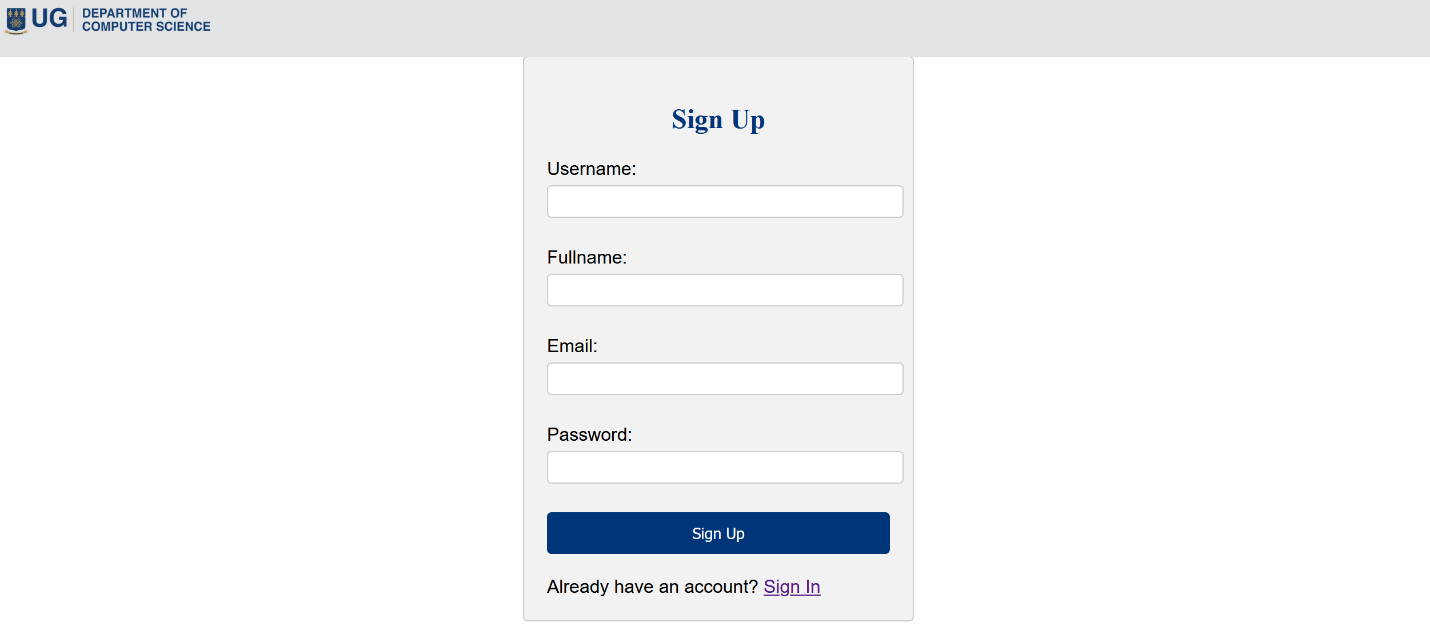 UG DEPARTMENT OF
COMPUTER SCIENCE
Sign Up
Username:
Fullname:
Email:
Password:
Sign Up
Already have an account? Sign In